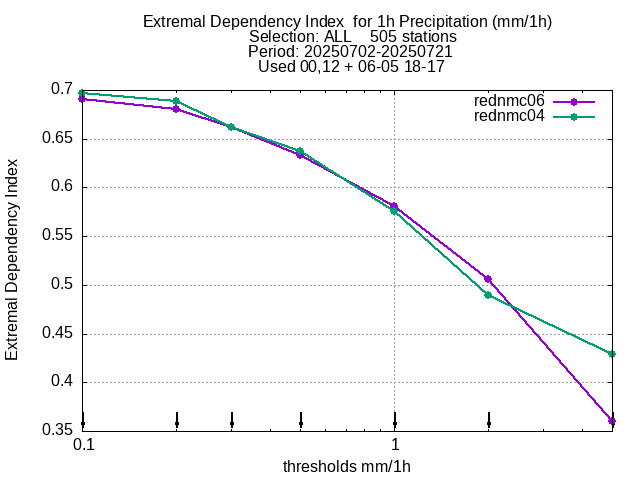 Extremal Dependency Index  for 1h Precipitation (mm/1h)
Selection: ALL    505 stations
Period: 20250702-20250721
Used 00,12 + 06-05 18-17
rednmc06
rednmc04
0.7
0.65
0.6
0.55
0.5
0.45
0.4
0.35
Extremal Dependency Index
0.1
1
thresholds mm/1h